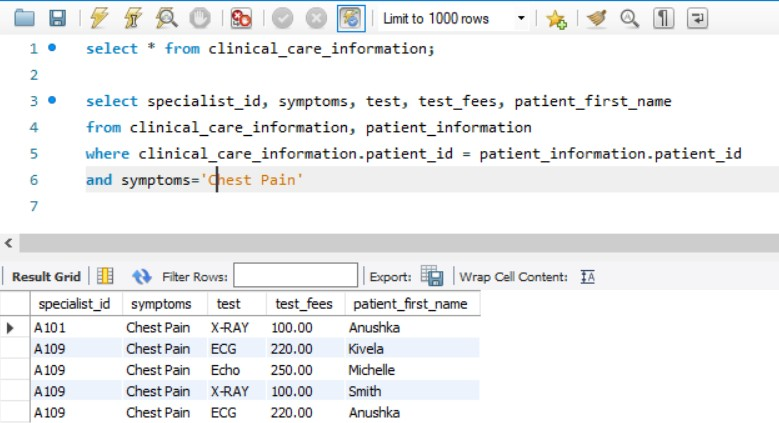 Limit to 1000 rows
1 select * from clinical_care_information;
2
3 select specialist_id, symptoms, test, test_fees, patient_first_name
4 from clinical_care_information, patient_information
5 where clinical_care_information.patient_id = patient_information.patient_id
6 and symptoms='Chest Pain'
7
Result Grid Filter Rows: Export: Wrap Cell Content:
specialist_id symptoms test test_fees patient_first_name
A101 Chest Pain X-RAY 100.00 Anushka
A109 Chest Pain ECG 220.00 Kivela
A109 Chest Pain Echo 250.00 Michelle
A109 Chest Pain X-RAY 100.00 Smith
A109 Chest Pain ECG 220.00 Anushka